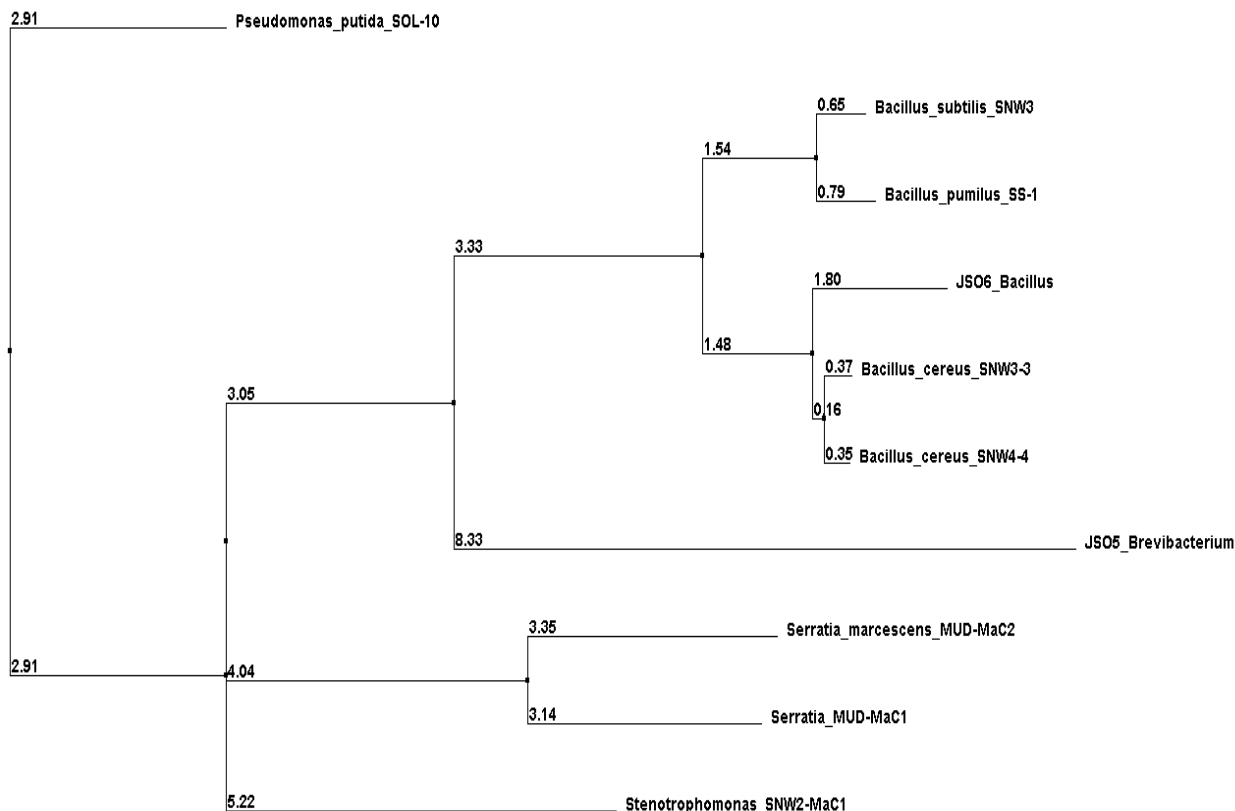 2.91 Pseudomonas_putida_SOL-10
0.65 Bacillus_subtilis_SNW3
1.54
0.79 Bacillus_pumilus_SS-1
3.33
1.80 JSO6_Bacillus
1.48
0.37 Bacillus_cereus_SNW3-3
3.05
0.16
0.35 Bacillus_cereus_SNW4-4
8.33 JSO5_Brevibacterium
3.35 Serratia_marcescens_MUD-MaC2
2.91
4.04
3.14 Serratia_MUD-MaC1
5.22 Stenotrophomonas_SNW2-MaC1